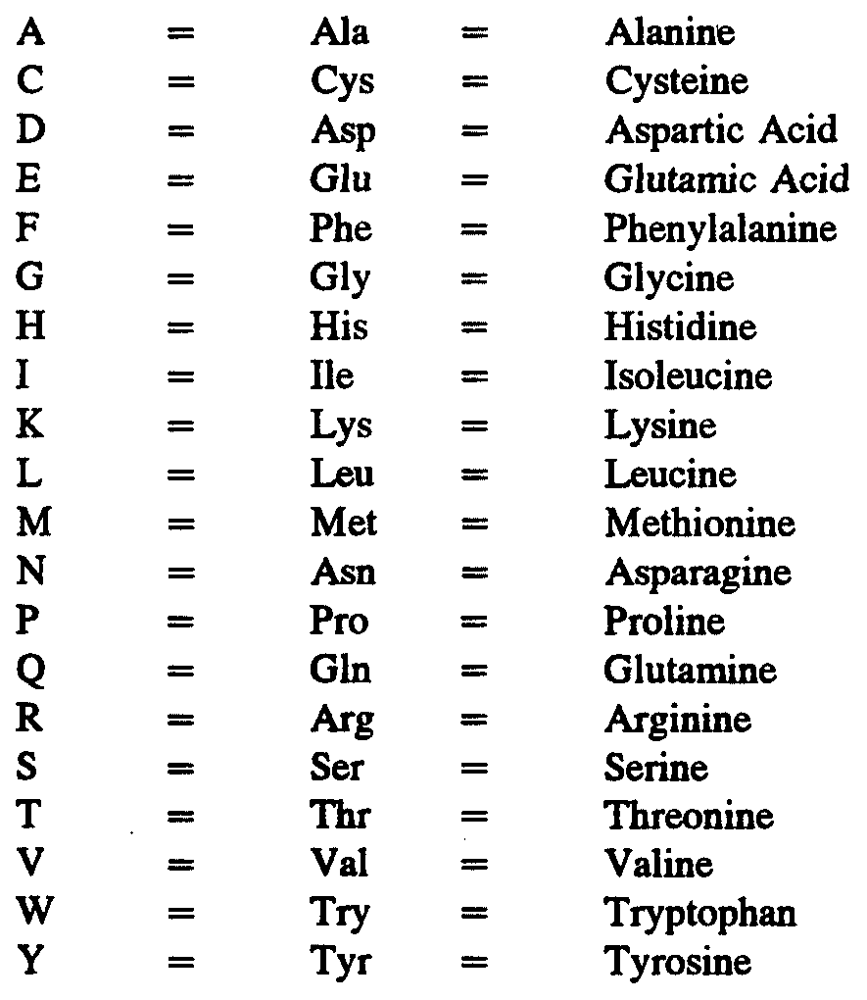 A = Ala = Alanine
C = Cys = Cysteine
D = Asp = Aspartic Acid
E = Glu = Glutamic Acid
F = Phe = Phenylalanine
G = Gly = Glycine
H = His = Histidine
I = Ile = Isoleucine
K = Lys = Lysine
L = Leu = Leucine
M = Met = Methionine
N = Asn = Asparagine
P = Pro = Proline
Q = Gln = Glutamine
R = Arg = Arginine
S = Ser = Serine
T = Thr = Threonine
V = Val = Valine
W = Try = Tryptophan
Y = Tyr = Tyrosine